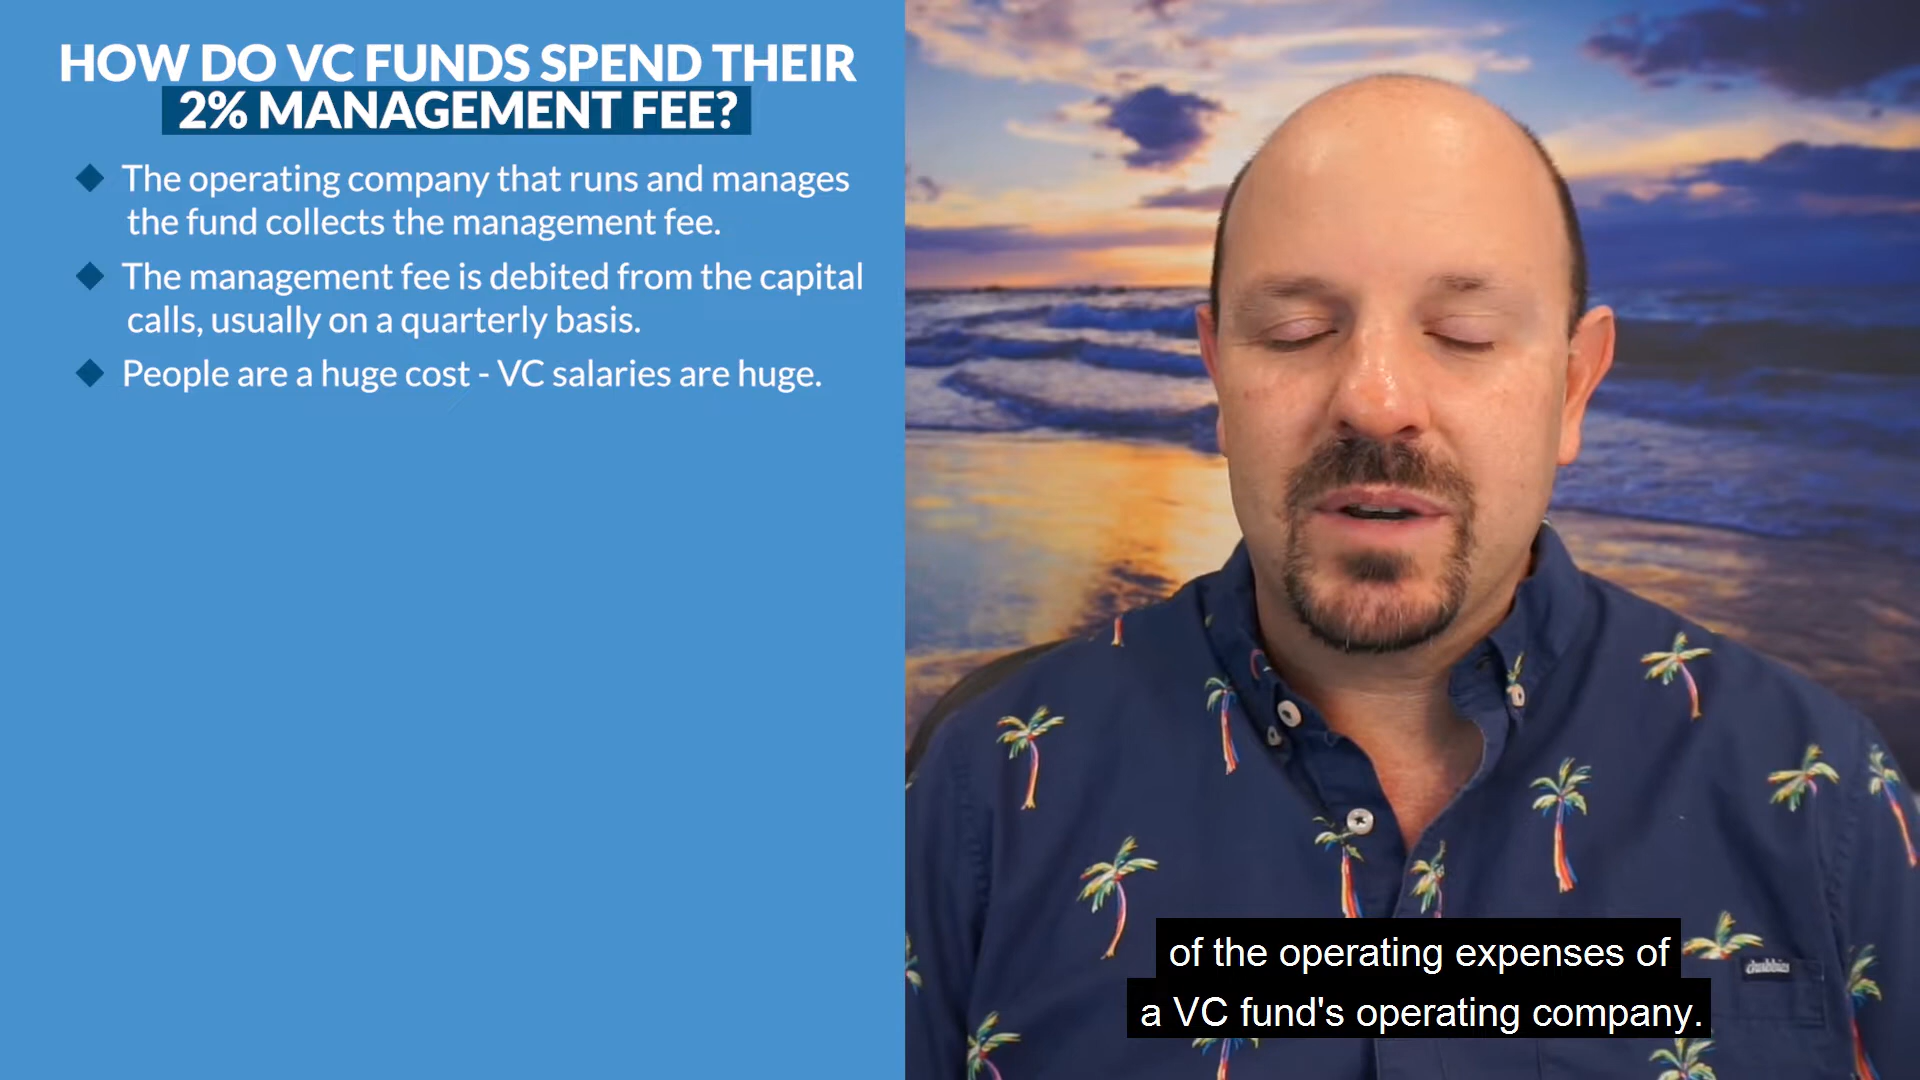 HOW DO VC FUNDS SPEND THEIR
2% MANAGEMENT FEE?
The operating company that runs and manages
the fund collects the management fee.
The management fee is debited from the capital
calls, usually on a quarterly basis.
People are a huge cost - VC salaries are huge.
chubbies
of the operating expenses of
a VC fund's operating company.